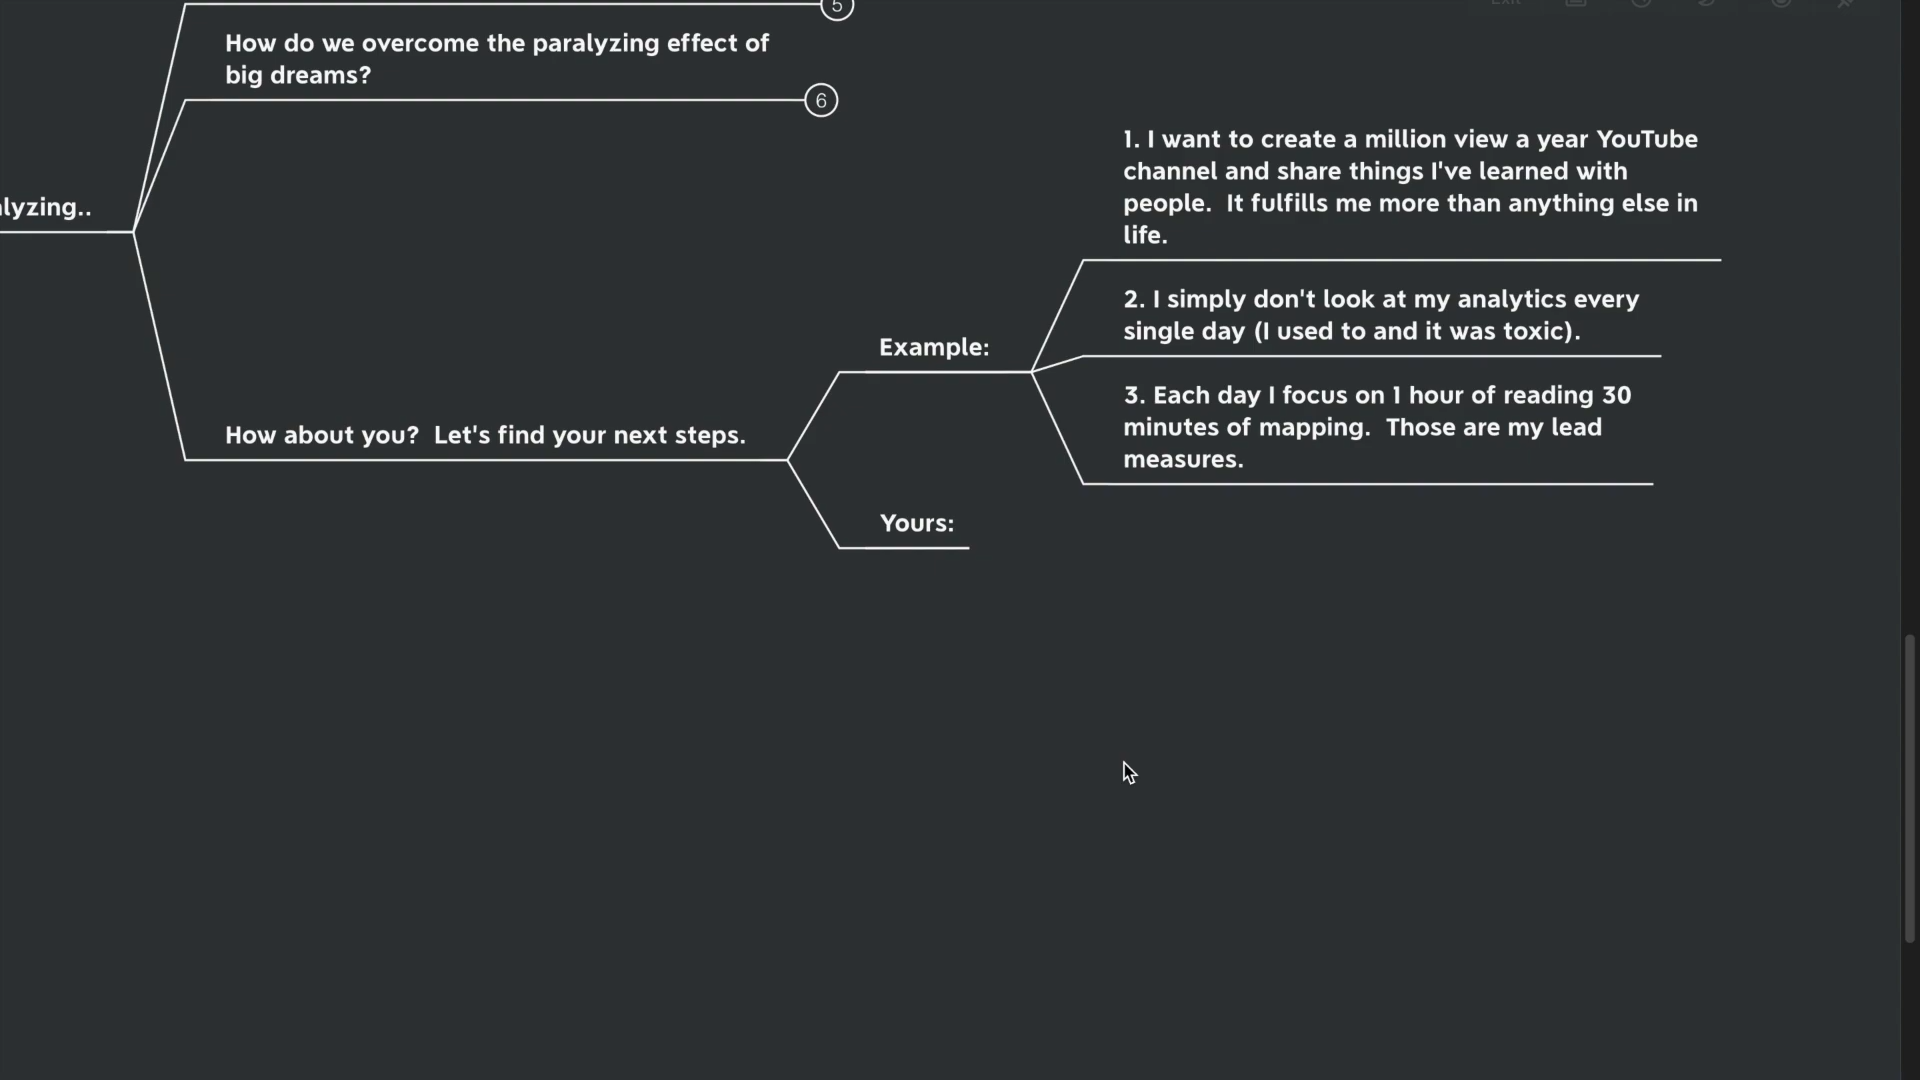 5
How do we overcome the paralyzing effect of
big dreams?
6
lyzing..
How about you?  Let's find your next steps.
Example:
1. I want to create a million view a year YouTube
channel and share things I've learned with
people.  It fulfills me more than anything else in
life.
2. I simply don't look at my analytics every
single day (I used to and it was toxic).
3. Each day I focus on 1 hour of reading 30
minutes of mapping.  Those are my lead
measures.
Yours: